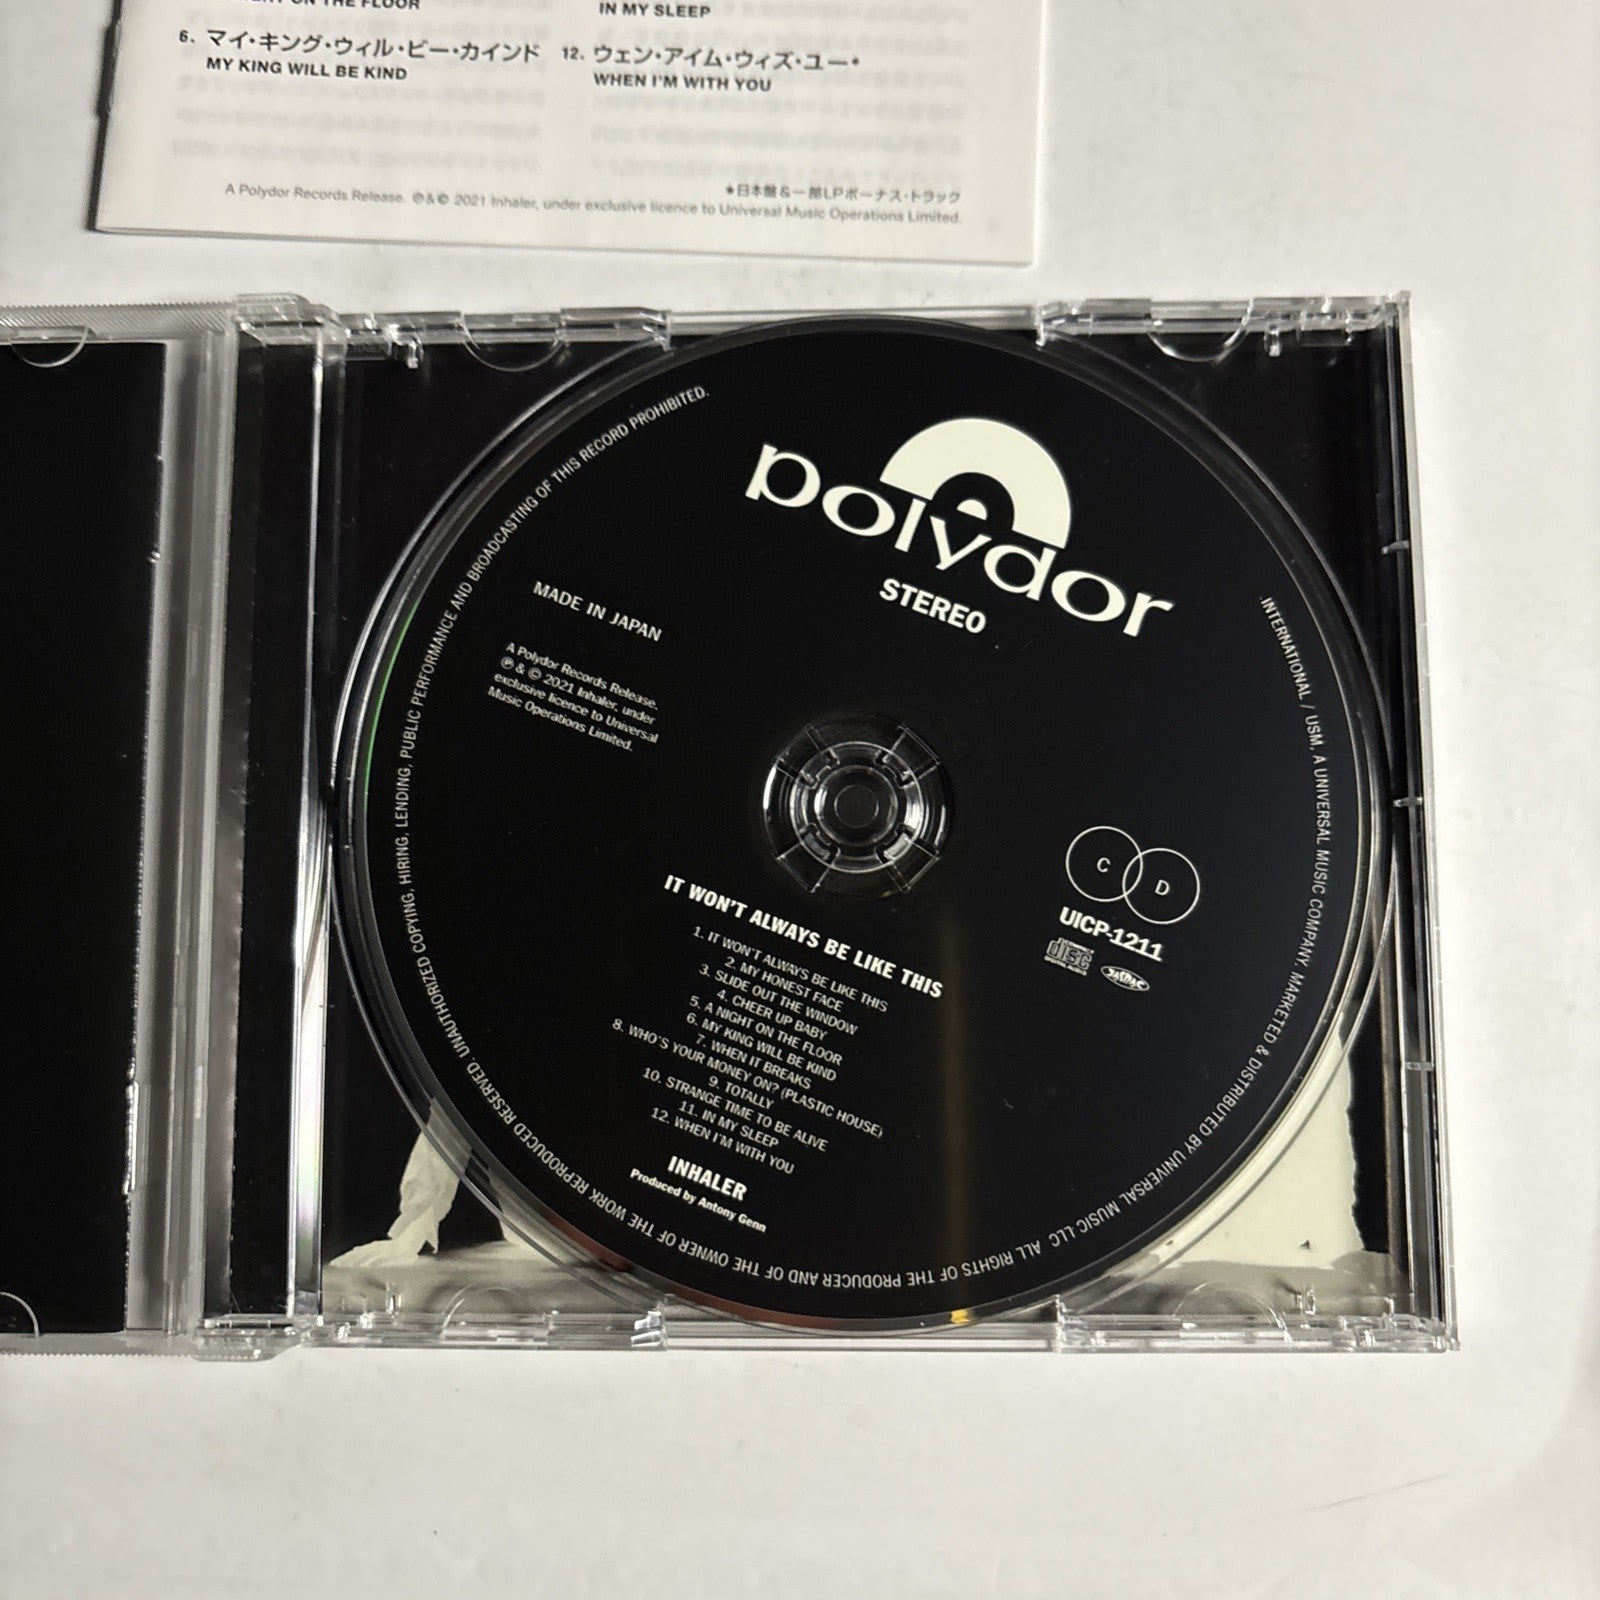 ON THE FLOOR
IN MY SLEEP
6. マイ・キング・ウィル・ビー・カインド
MY KING WILL BE KIND
12. ウェン・アイム・ウィズ・ユー*
WHEN I'M WITH YOU
*日本盤&一部LPボーナス・トラック
A Polydor Records Release. ℗&© 2021 Inhaler, under exclusive licence to Universal Music Operations Limited.
polydor
STEREO
MADE IN JAPAN
A Polydor Records Release.
℗ & © 2021 Inhaler, under
exclusive licence to Universal
Music Operations Limited.
C D
UICP-1211
COMPACT
disc
DIGITAL AUDIO
JASRAC
IT WON'T ALWAYS BE LIKE THIS
1. IT WON'T ALWAYS BE LIKE THIS
2. MY HONEST FACE
3. SLIDE OUT THE WINDOW
4. CHEER UP BABY
5. A NIGHT ON THE FLOOR
6. MY KING WILL BE KIND
7. WHEN IT BREAKS
8. WHO'S YOUR MONEY ON? (PLASTIC HOUSE)
9. TOTALLY
10. STRANGE TIME TO BE ALIVE
11. IN MY SLEEP
12. WHEN I'M WITH YOU
INHALER
Produced by Antony Genn
.INTERNATIONAL / USM, A UNIVERSAL MUSIC COMPANY, MARKETED & DISTRIBUTED BY UNIVERSAL MUSIC LLC ALL RIGHTS OF THE PRODUCER AND OF THE OWNER OF THE WORK REPRODUCED RESERVED. UNAUTHORIZED COPYING, HIRING, LENDING, PUBLIC PERFORMANCE AND BROADCASTING OF THIS RECORD PROHIBITED.